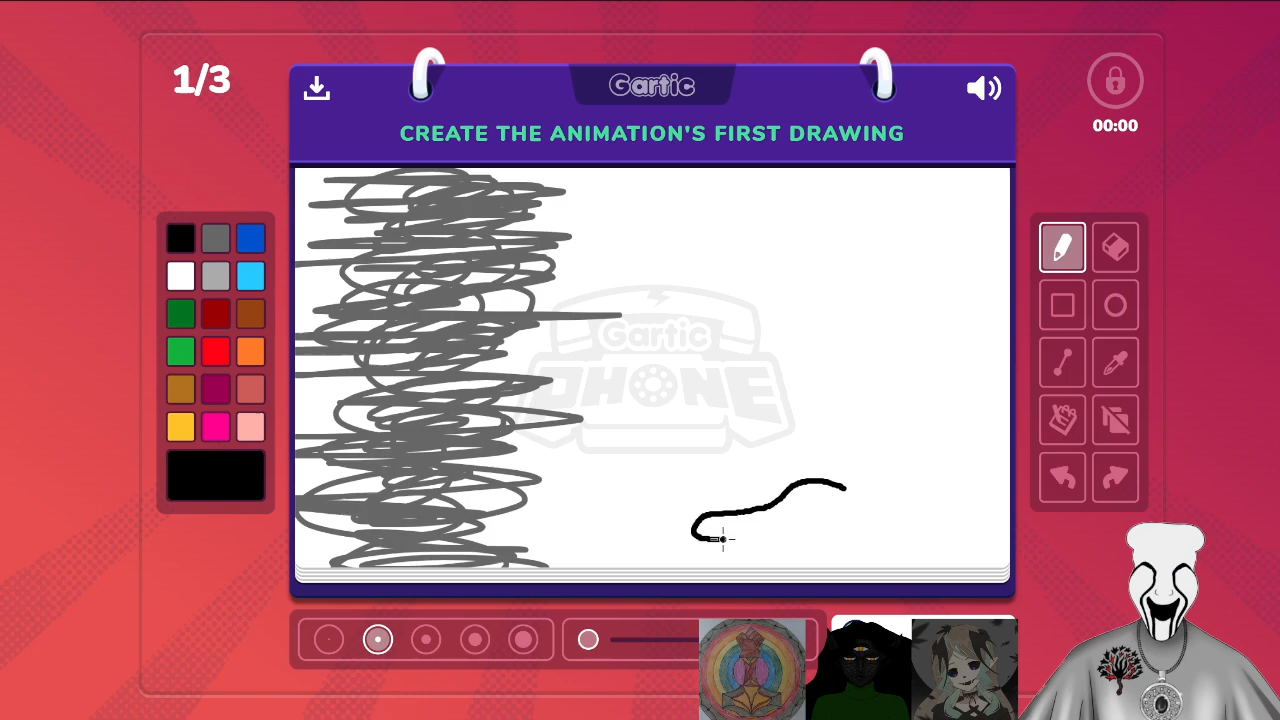 1/3
Gartic
00:00
CREATE THE ANIMATION'S FIRST DRAWING
Gartic
PHONE